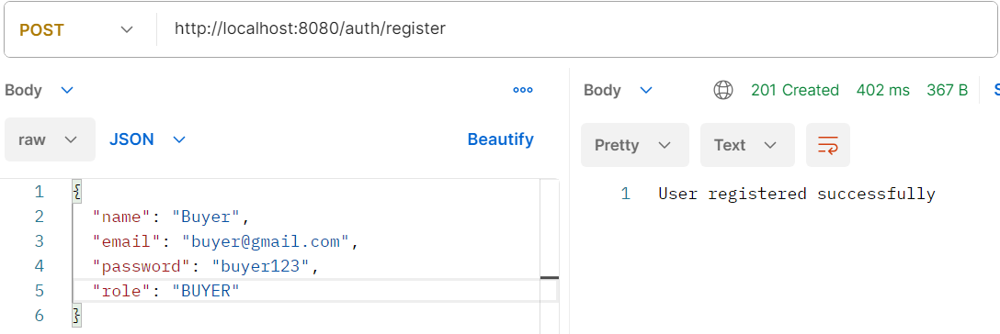 POST http://localhost:8080/auth/register
Body
Body 201 Created 402 ms 367 B
raw JSON Beautify
Pretty Text
1 {
2 "name": "Buyer",
3 "email": "buyer@gmail.com",
4 "password": "buyer123",
5 "role": "BUYER"
6 }
1 User registered successfully